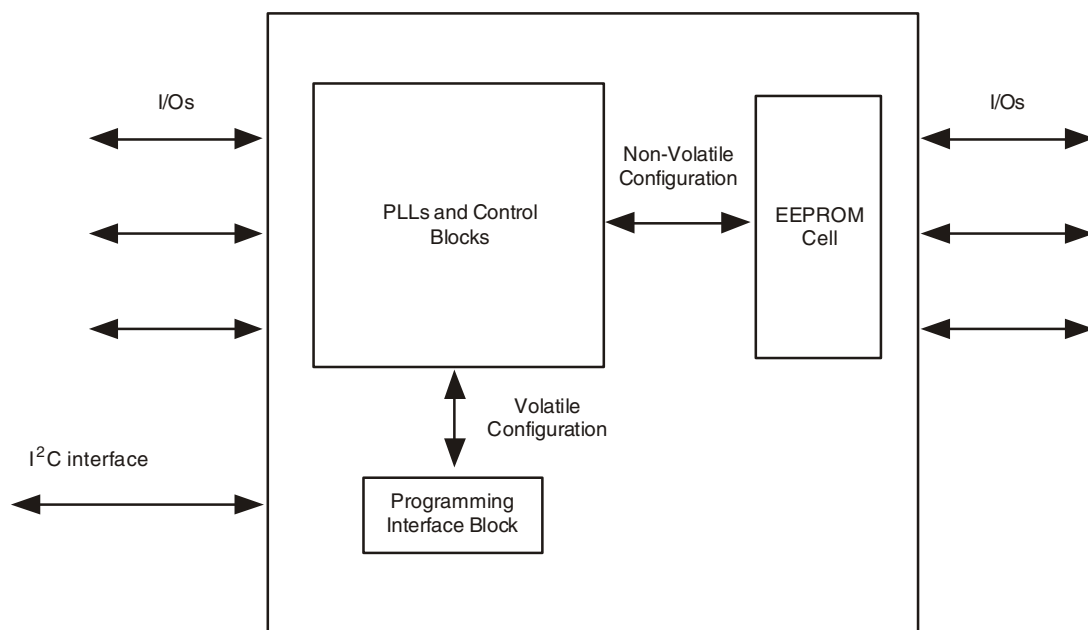 I/Os
I/Os
Non-Volatile
Configuration
PLLs and Control
Blocks
EEPROM
Cell
Volatile
Configuration
I²C interface
Programming
Interface Block